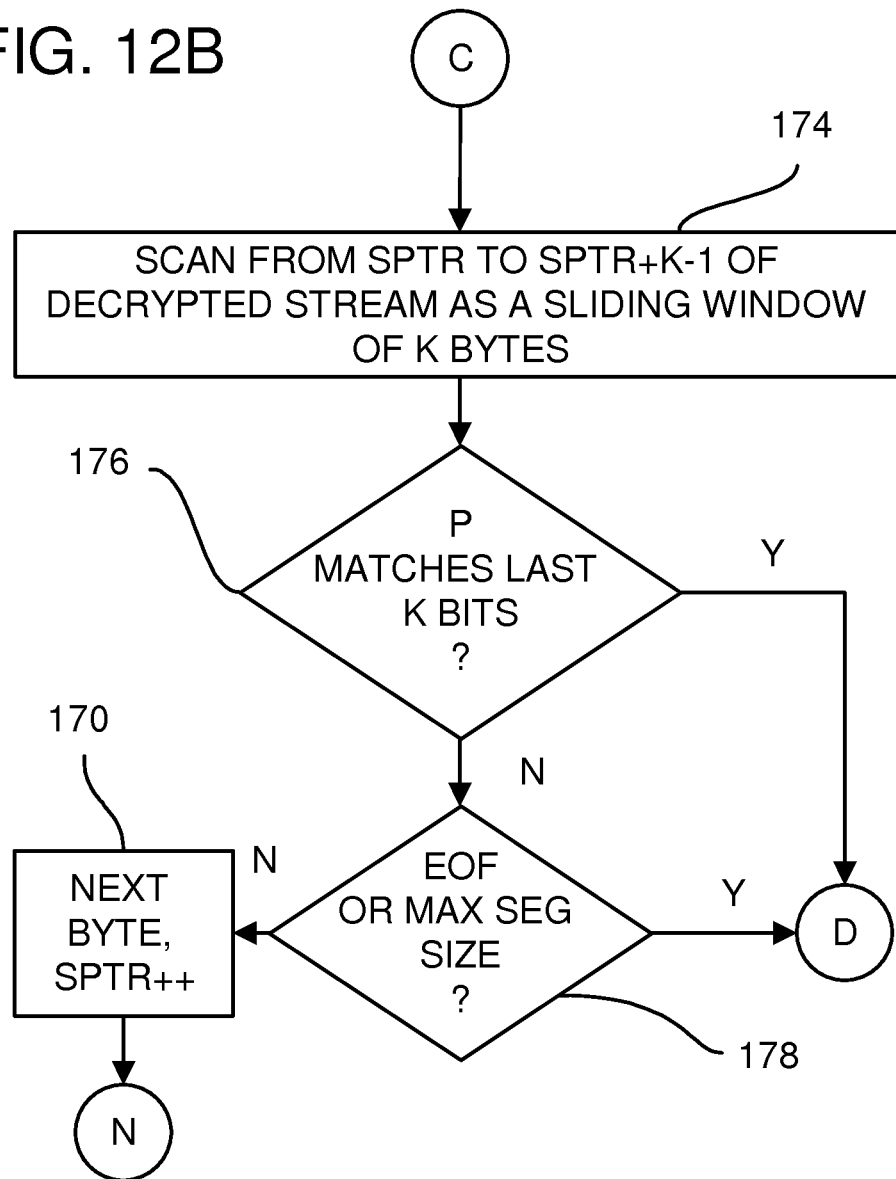 FIG. 12B
C
174
SCAN FROM SPTR TO SPTR+K-1 OF
DECRYPTED STREAM AS A SLIDING WINDOW
OF K BYTES
176
P
MATCHES LAST
K BITS
?
Y
170
N
N
EOF
OR MAX SEG
SIZE
?
Y
NEXT
BYTE,
SPTR++
D
178
N